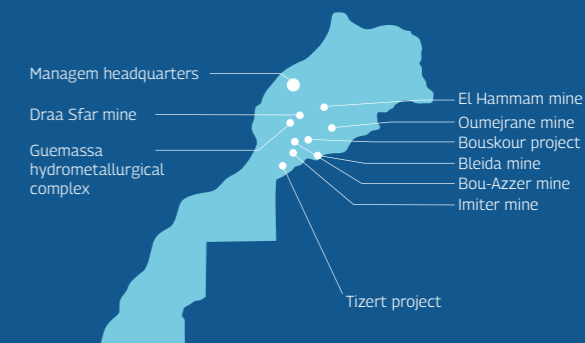 Managem headquarters
Draa Sfar mine
Guemassa
hydrometallurgical
complex
El Hammam mine
Oumejrane mine
Bouskour project
Bleida mine
Bou-Azzer mine
Imiter mine
Tizert project